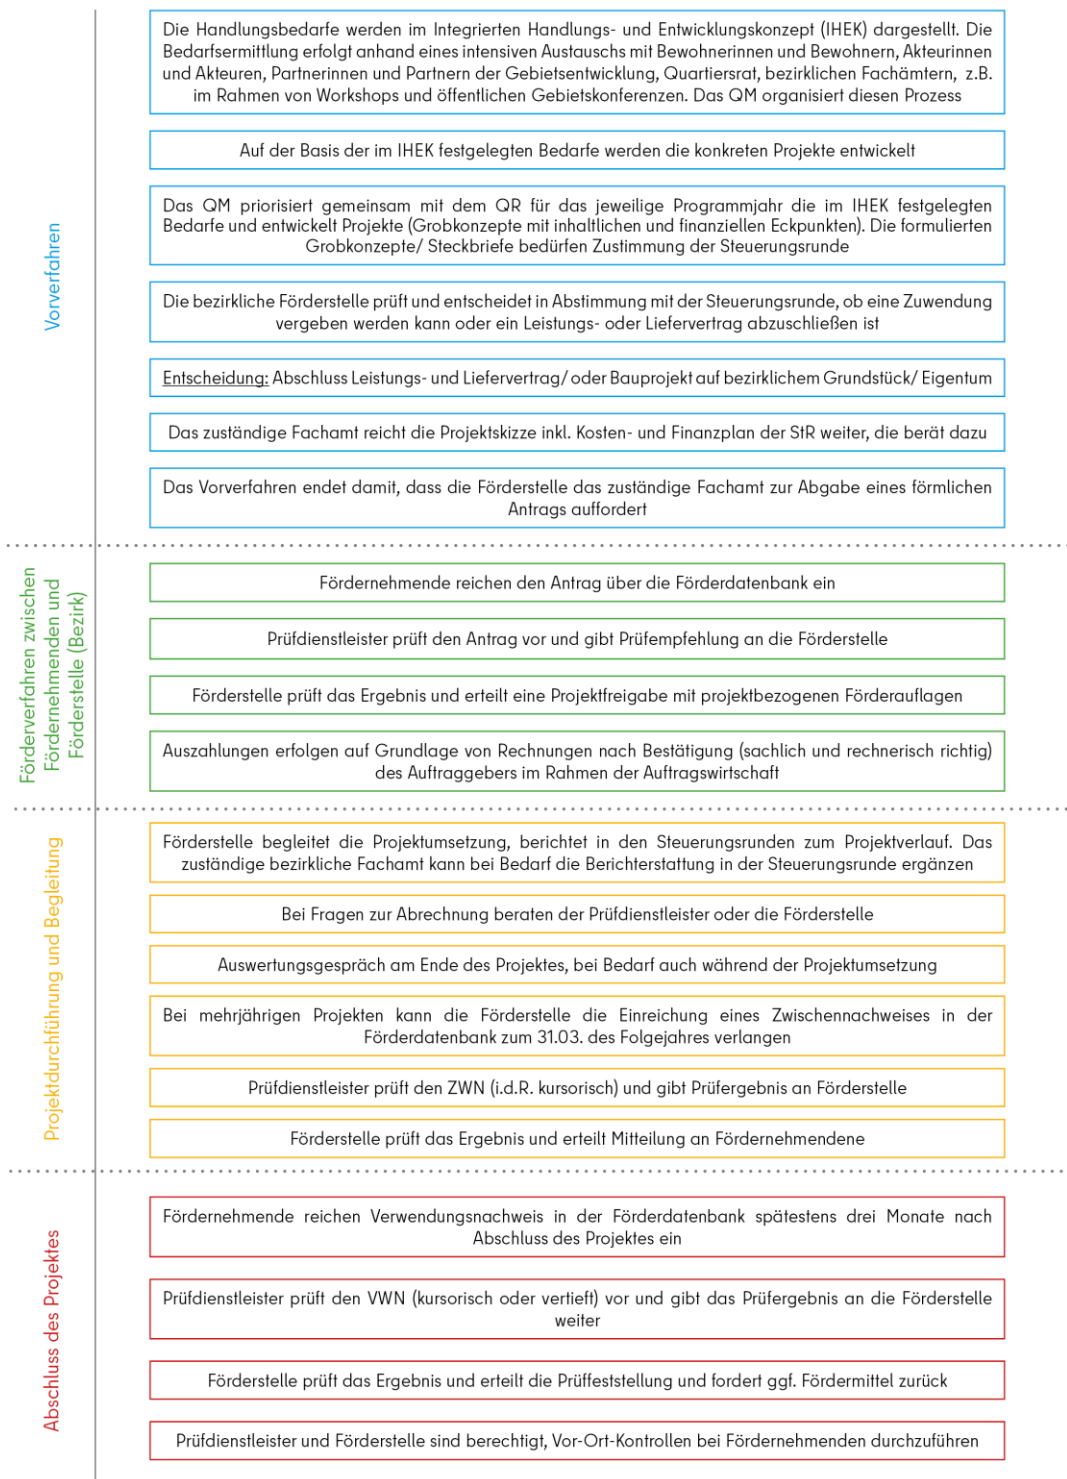 Vorverfahren
Die Handlungsbedarfe werden im Integrierten Handlungs- und Entwicklungskonzept (IHEK) dargestellt. Die
Bedarfsermittlung erfolgt anhand eines intensiven Austauschs mit Bewohnerinnen und Bewohnern, Akteurinnen
und Akteuren, Partnerinnen und Partnern der Gebietsentwicklung, Quartiersrat, bezirklichen Fachämtern, z.B.
im Rahmen von Workshops und öffentlichen Gebietskonferenzen. Das QM organisiert diesen Prozess
Auf der Basis der im IHEK festgelegten Bedarfe werden die konkreten Projekte entwickelt
Das QM priorisiert gemeinsam mit dem QR für das jeweilige Programmjahr die im IHEK festgelegten
Bedarfe und entwickelt Projekte (Grobkonzepte mit inhaltlichen und finanziellen Eckpunkten). Die formulierten
Grobkonzepte/ Steckbriefe bedürfen Zustimmung der Steuerungsrunde
Die bezirkliche Förderstelle prüft und entscheidet in Abstimmung mit der Steuerungsrunde, ob eine Zuwendung
vergeben werden kann oder ein Leistungs- oder Liefervertrag abzuschließen ist
Entscheidung: Abschluss Leistungs- und Liefervertrag/ oder Bauprojekt auf bezirklichem Grundstück/ Eigentum
Das zuständige Fachamt reicht die Projektskizze inkl. Kosten- und Finanzplan der StR weiter, die berät dazu
Das Vorverfahren endet damit, dass die Förderstelle das zuständige Fachamt zur Abgabe eines förmlichen
Antrags auffordert
Förderverfahren zwischen
Fördernehmenden und
Förderstelle (Bezirk)
Fördernehmende reichen den Antrag über die Förderdatenbank ein
Prüfdienstleister prüft den Antrag vor und gibt Prüfempfehlung an die Förderstelle
Förderstelle prüft das Ergebnis und erteilt eine Projektfreigabe mit projektbezogenen Förderauflagen
Auszahlungen erfolgen auf Grundlage von Rechnungen nach Bestätigung (sachlich und rechnerisch richtig)
des Auftraggebers im Rahmen der Auftragswirtschaft
Projektdurchführung und Begleitung
Förderstelle begleitet die Projektumsetzung, berichtet in den Steuerungsrunden zum Projektverlauf. Das
zuständige bezirkliche Fachamt kann bei Bedarf die Berichterstattung in der Steuerungsrunde ergänzen
Bei Fragen zur Abrechnung beraten der Prüfdienstleister oder die Förderstelle
Auswertungsgespräch am Ende des Projektes, bei Bedarf auch während der Projektumsetzung
Bei mehrjährigen Projekten kann die Förderstelle die Einreichung eines Zwischennachweises in der
Förderdatenbank zum 31.03. des Folgejahres verlangen
Prüfdienstleister prüft den ZWN (i.d.R. kursorisch) und gibt Prüfergebnis an Förderstelle
Förderstelle prüft das Ergebnis und erteilt Mitteilung an Fördernehmendene
Abschluss des Projektes
Fördernehmende reichen Verwendungsnachweis in der Förderdatenbank spätestens drei Monate nach
Abschluss des Projektes ein
Prüfdienstleister prüft den VWN (kursorisch oder vertieft) vor und gibt das Prüfergebnis an die Förderstelle
weiter
Förderstelle prüft das Ergebnis und erteilt die Prüffeststellung und fordert ggf. Fördermittel zurück
Prüfdienstleister und Förderstelle sind berechtigt, Vor-Ort-Kontrollen bei Fördernehmenden durchzuführen